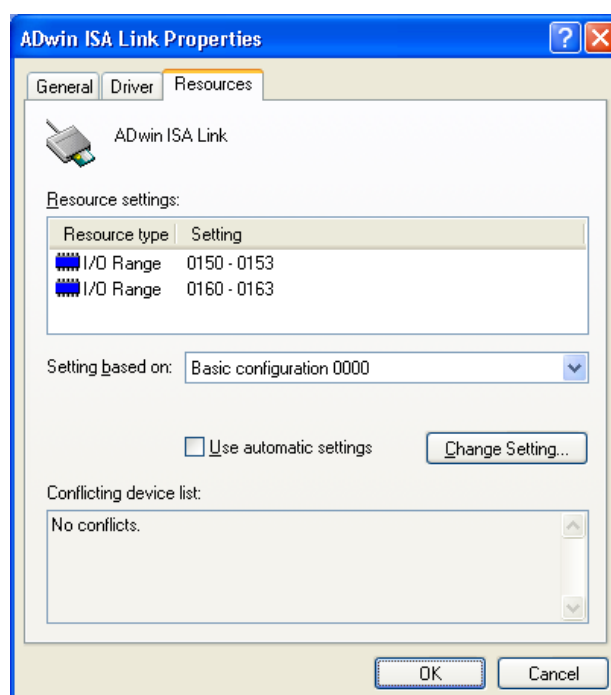 ADwin ISA Link Properties
General Driver Resources
ADwin ISA Link
Resource settings:
Resource type Setting
I/O Range 0150 - 0153
I/O Range 0160 - 0163
Setting based on: Basic configuration 0000
Use automatic settings Change Setting...
Conflicting device list:
No conflicts.
OK Cancel